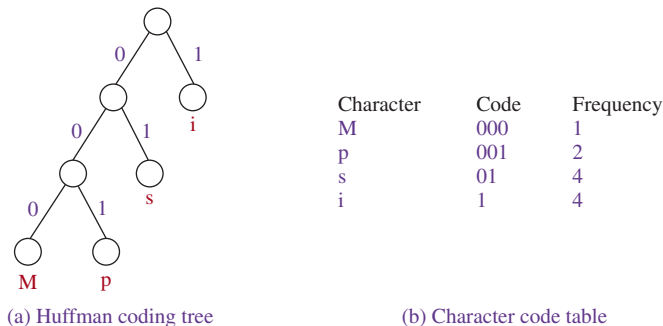 0 1
0 1 i
0 1 s
M p
(a) Huffman coding tree
Character Code Frequency
M 000 1
p 001 2
s 01 4
i 1 4
(b) Character code table